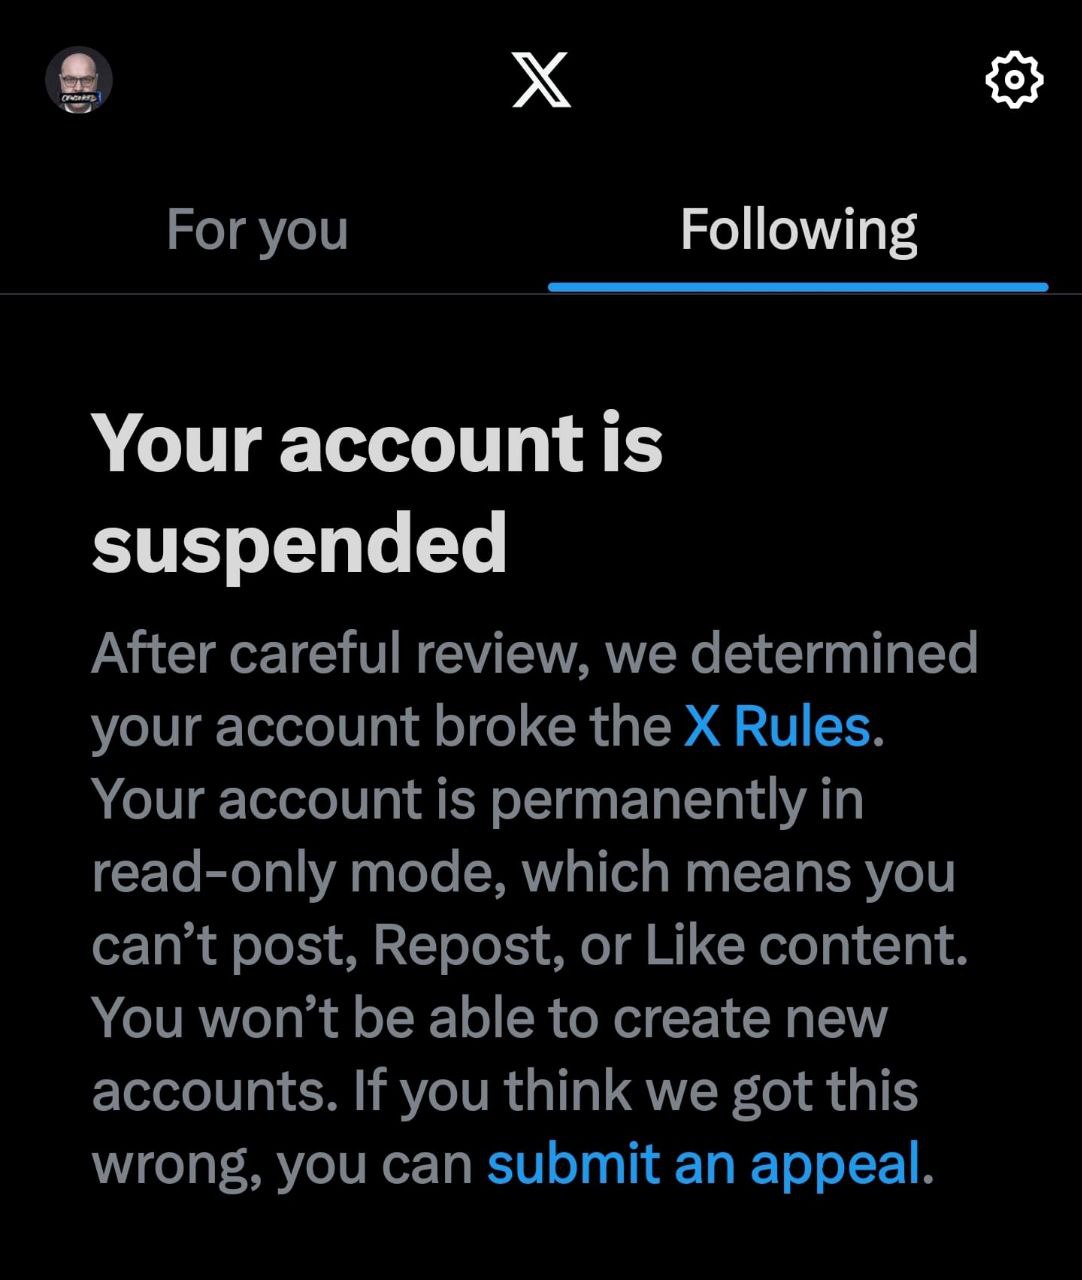 For you
Following
Your account is
suspended
After careful review, we determined
your account broke the X Rules.
Your account is permanently in
read-only mode, which means you
can’t post, Repost, or Like content.
You won’t be able to create new
accounts. If you think we got this
wrong, you can submit an appeal.